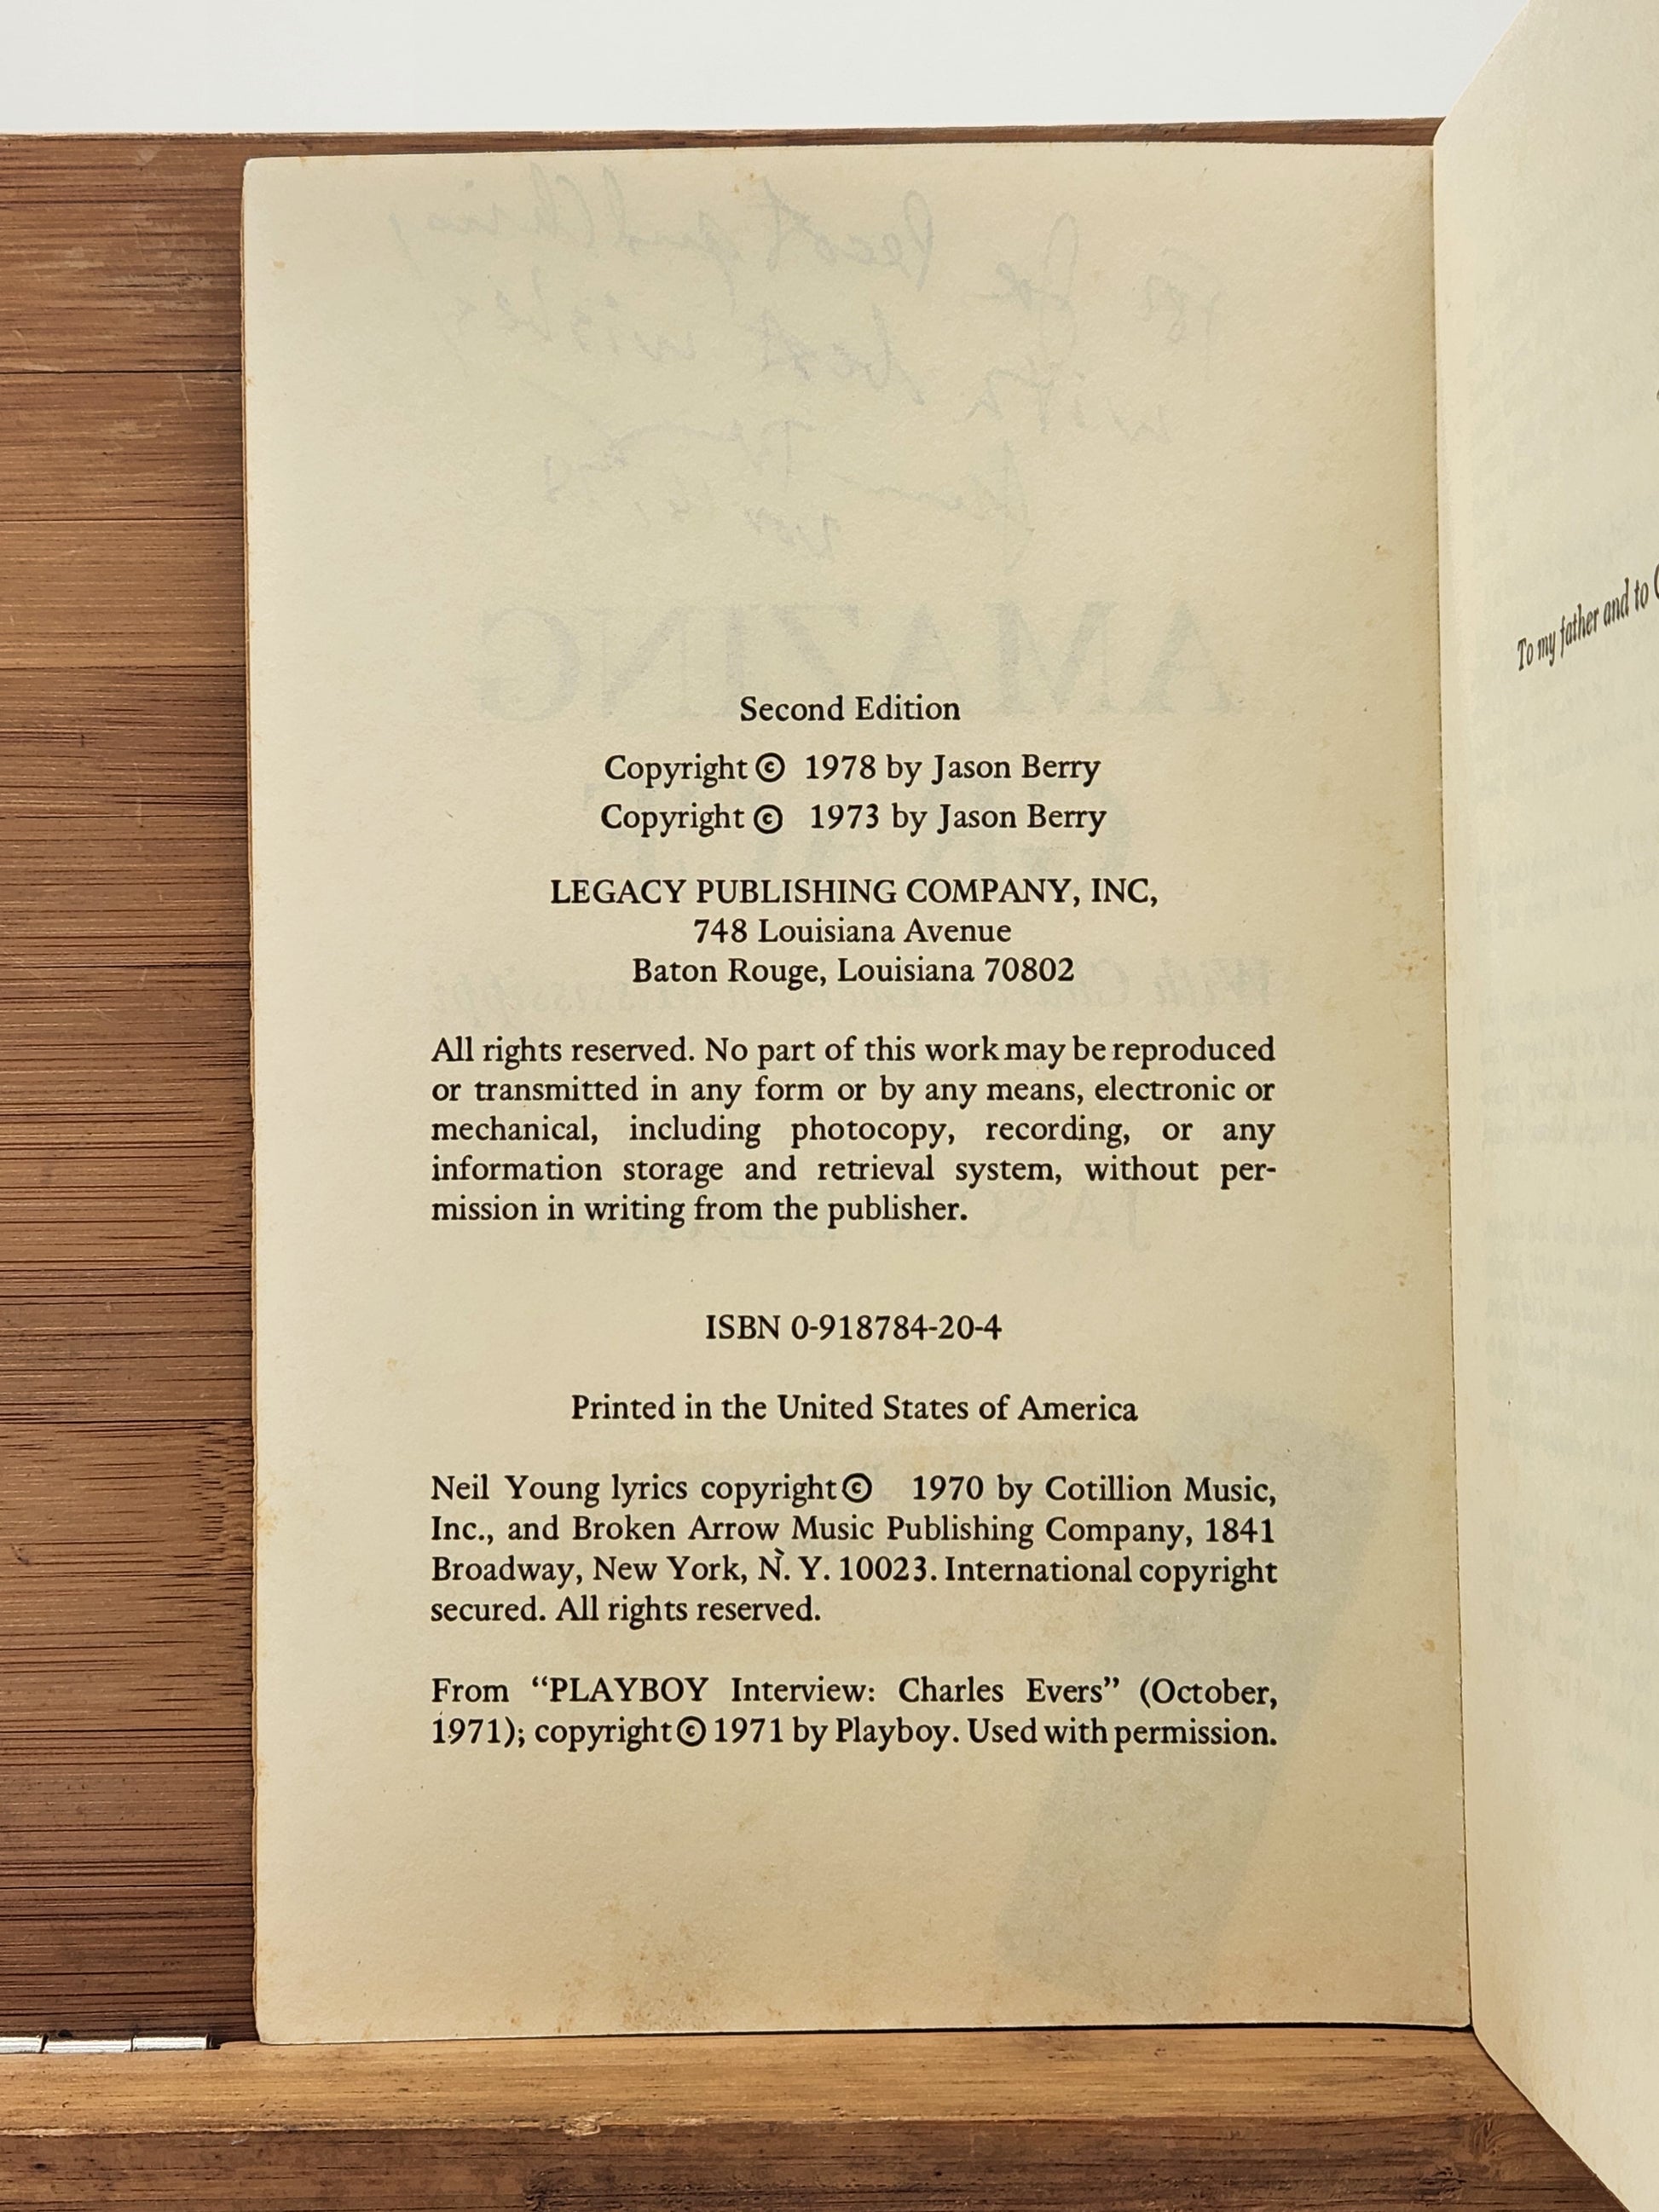 Second Edition
Copyright © 1978 by Jason Berry
Copyright © 1973 by Jason Berry
LEGACY PUBLISHING COMPANY, INC,
748 Louisiana Avenue
Baton Rouge, Louisiana 70802
All rights reserved. No part of this work may be reproduced
or transmitted in any form or by any means, electronic or
mechanical, including photocopy, recording, or any
information storage and retrieval system, without per-
mission in writing from the publisher.
ISBN 0-918784-20-4
Printed in the United States of America
Neil Young lyrics copyright © 1970 by Cotillion Music,
Inc., and Broken Arrow Music Publishing Company, 1841
Broadway, New York, N. Y. 10023. International copyright
secured. All rights reserved.
From “PLAYBOY Interview: Charles Evers” (October,
1971); copyright © 1971 by Playboy. Used with permission.
To my father and to